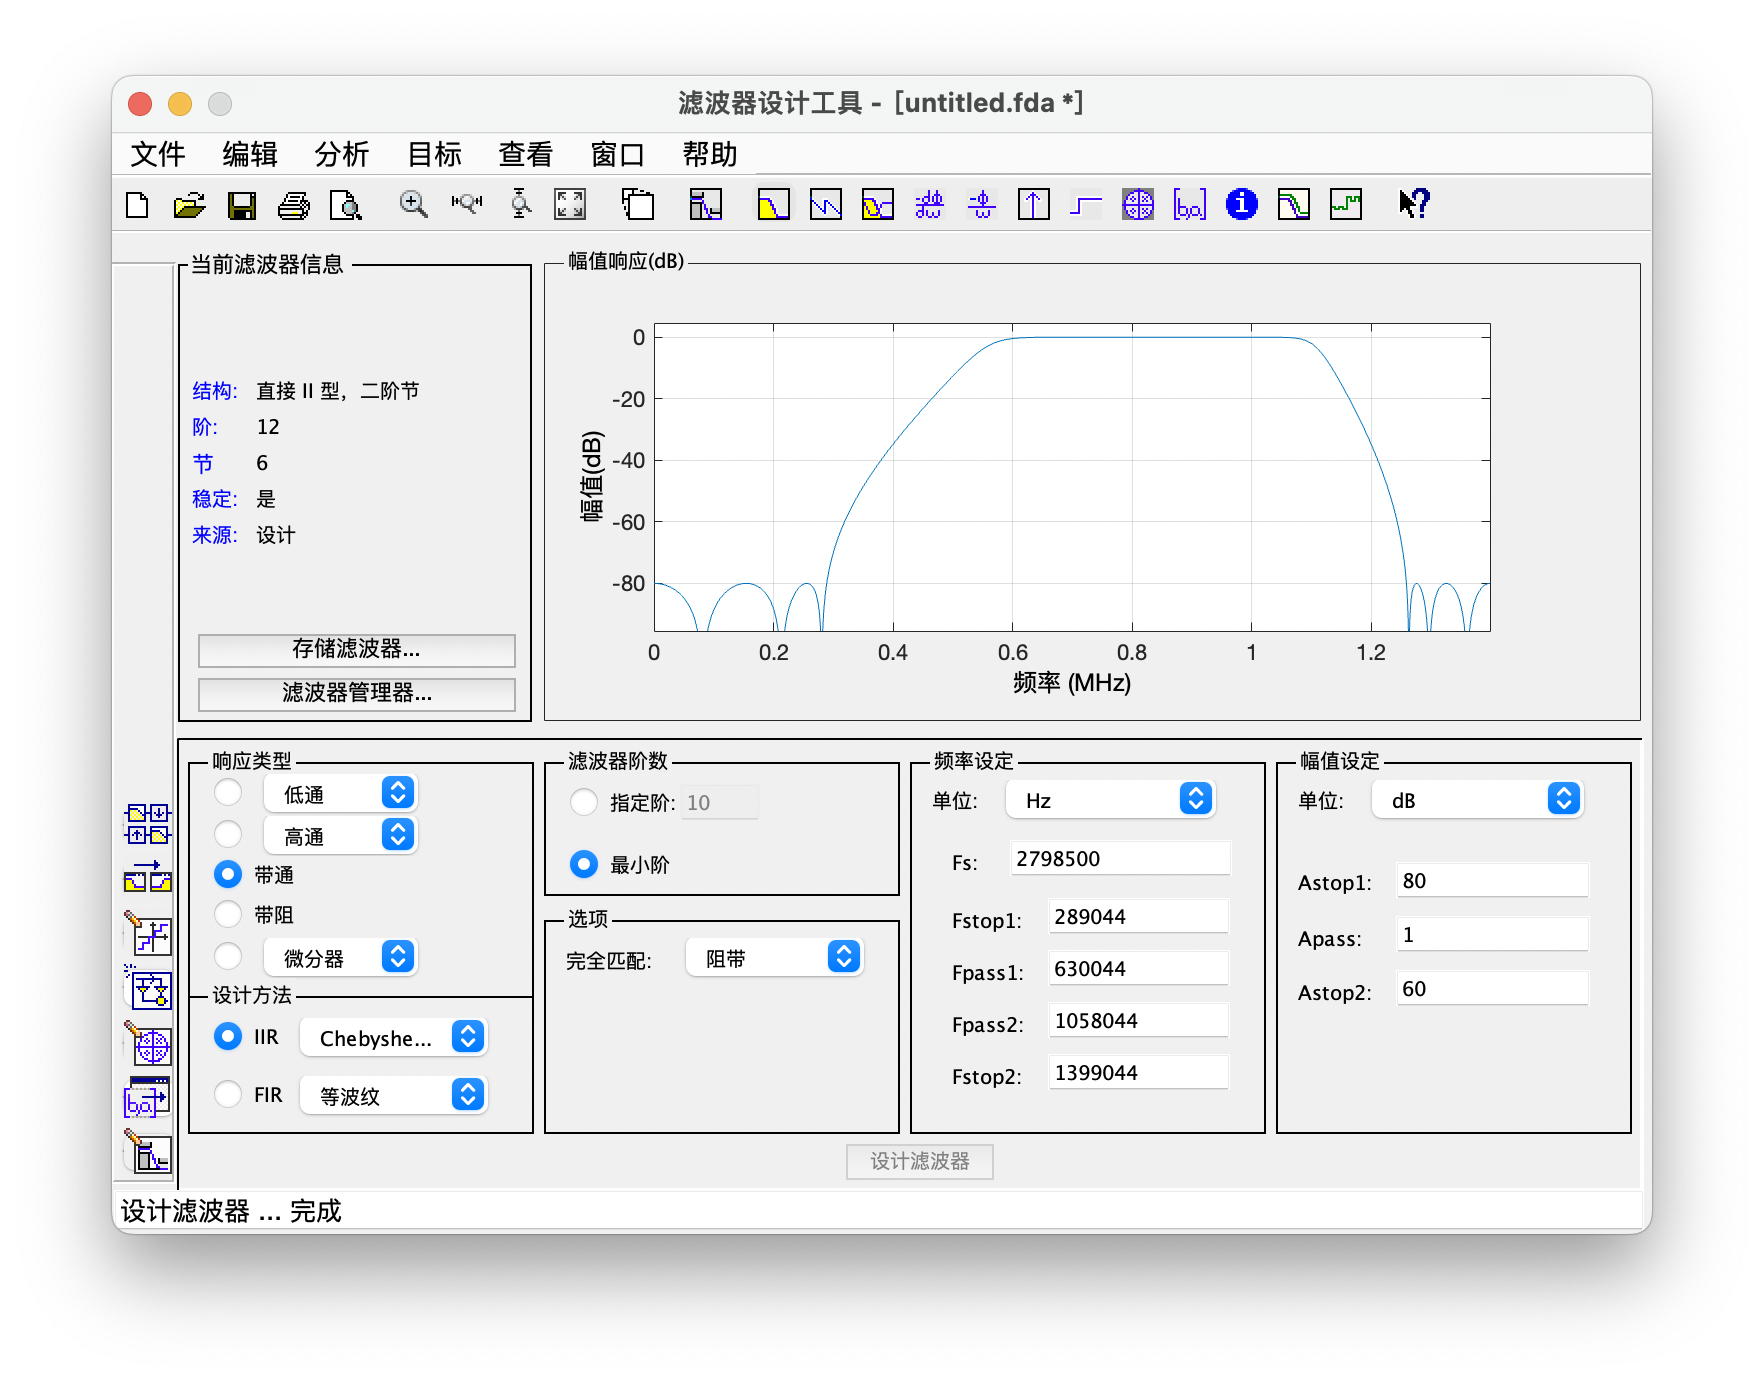 滤波器设计工具 - [untitled.fda *]
文件 编辑 分析 目标 查看 窗口 帮助
当前滤波器信息
结构: 直接 II 型，二阶节
阶: 12
节 6
稳定: 是
来源: 设计
存储滤波器...
滤波器管理器...
幅值响应(dB)
0
-20
-40
-60
-80
幅值(dB)
0 0.2 0.4 0.6 0.8 1 1.2
频率 (MHz)
响应类型
低通
高通
带通
带阻
微分器
设计方法
IIR Chebyshe...
FIR 等波纹
滤波器阶数
指定阶: 10
最小阶
选项
完全匹配: 阻带
频率设定
单位: Hz
Fs: 2798500
Fstop1: 289044
Fpass1: 630044
Fpass2: 1058044
Fstop2: 1399044
幅值设定
单位: dB
Astop1: 80
Apass: 1
Astop2: 60
设计滤波器
设计滤波器 ... 完成